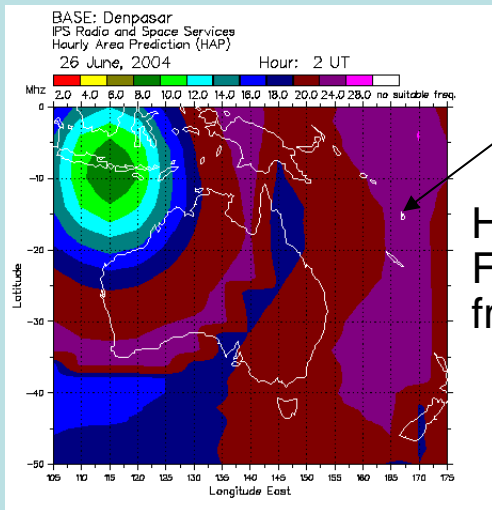 BASE: Denpasar
IPS Radio and Space Services
Hourly Area Prediction (HAP)
26 June, 2004 Hour: 2 UT
Mhz
2.0 4.0 6.0 8.0 10.0 12.0 14.0 16.0 18.0 20.0 24.0 28.0 no suitable freq.
0
-10
-20
-30
-40
-50
Latitude
105 110 115 120 125 130 135 140 145 150 155 160 165 170 175
Longitude East
H
F
fr